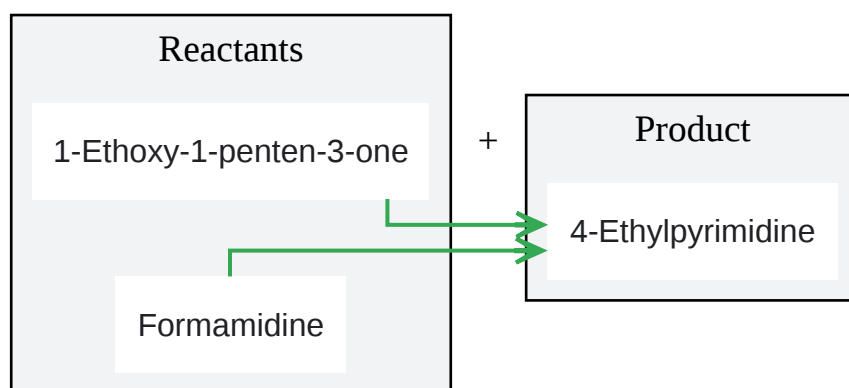 Reactants
1-Ethoxy-1-penten-3-one
Formamidine
+
Product
4-Ethylpyrimidine